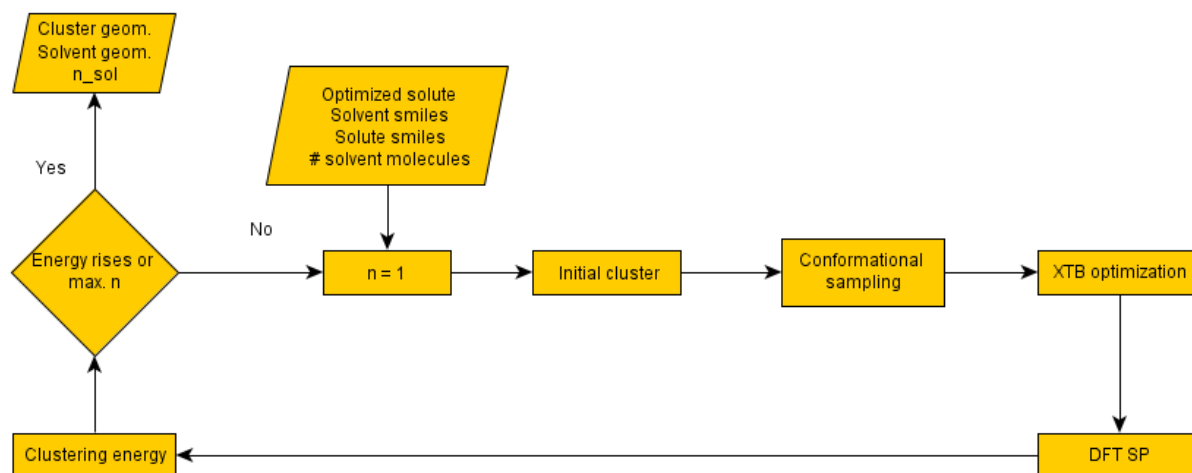 Cluster geom.
Solvent geom.
n_sol
Optimized solute
Solvent smiles
Solute smiles
# solvent molecules
Yes
No
Energy rises or
max. n
n = 1
Initial cluster
Conformational
sampling
XTB optimization
Clustering energy
DFT SP